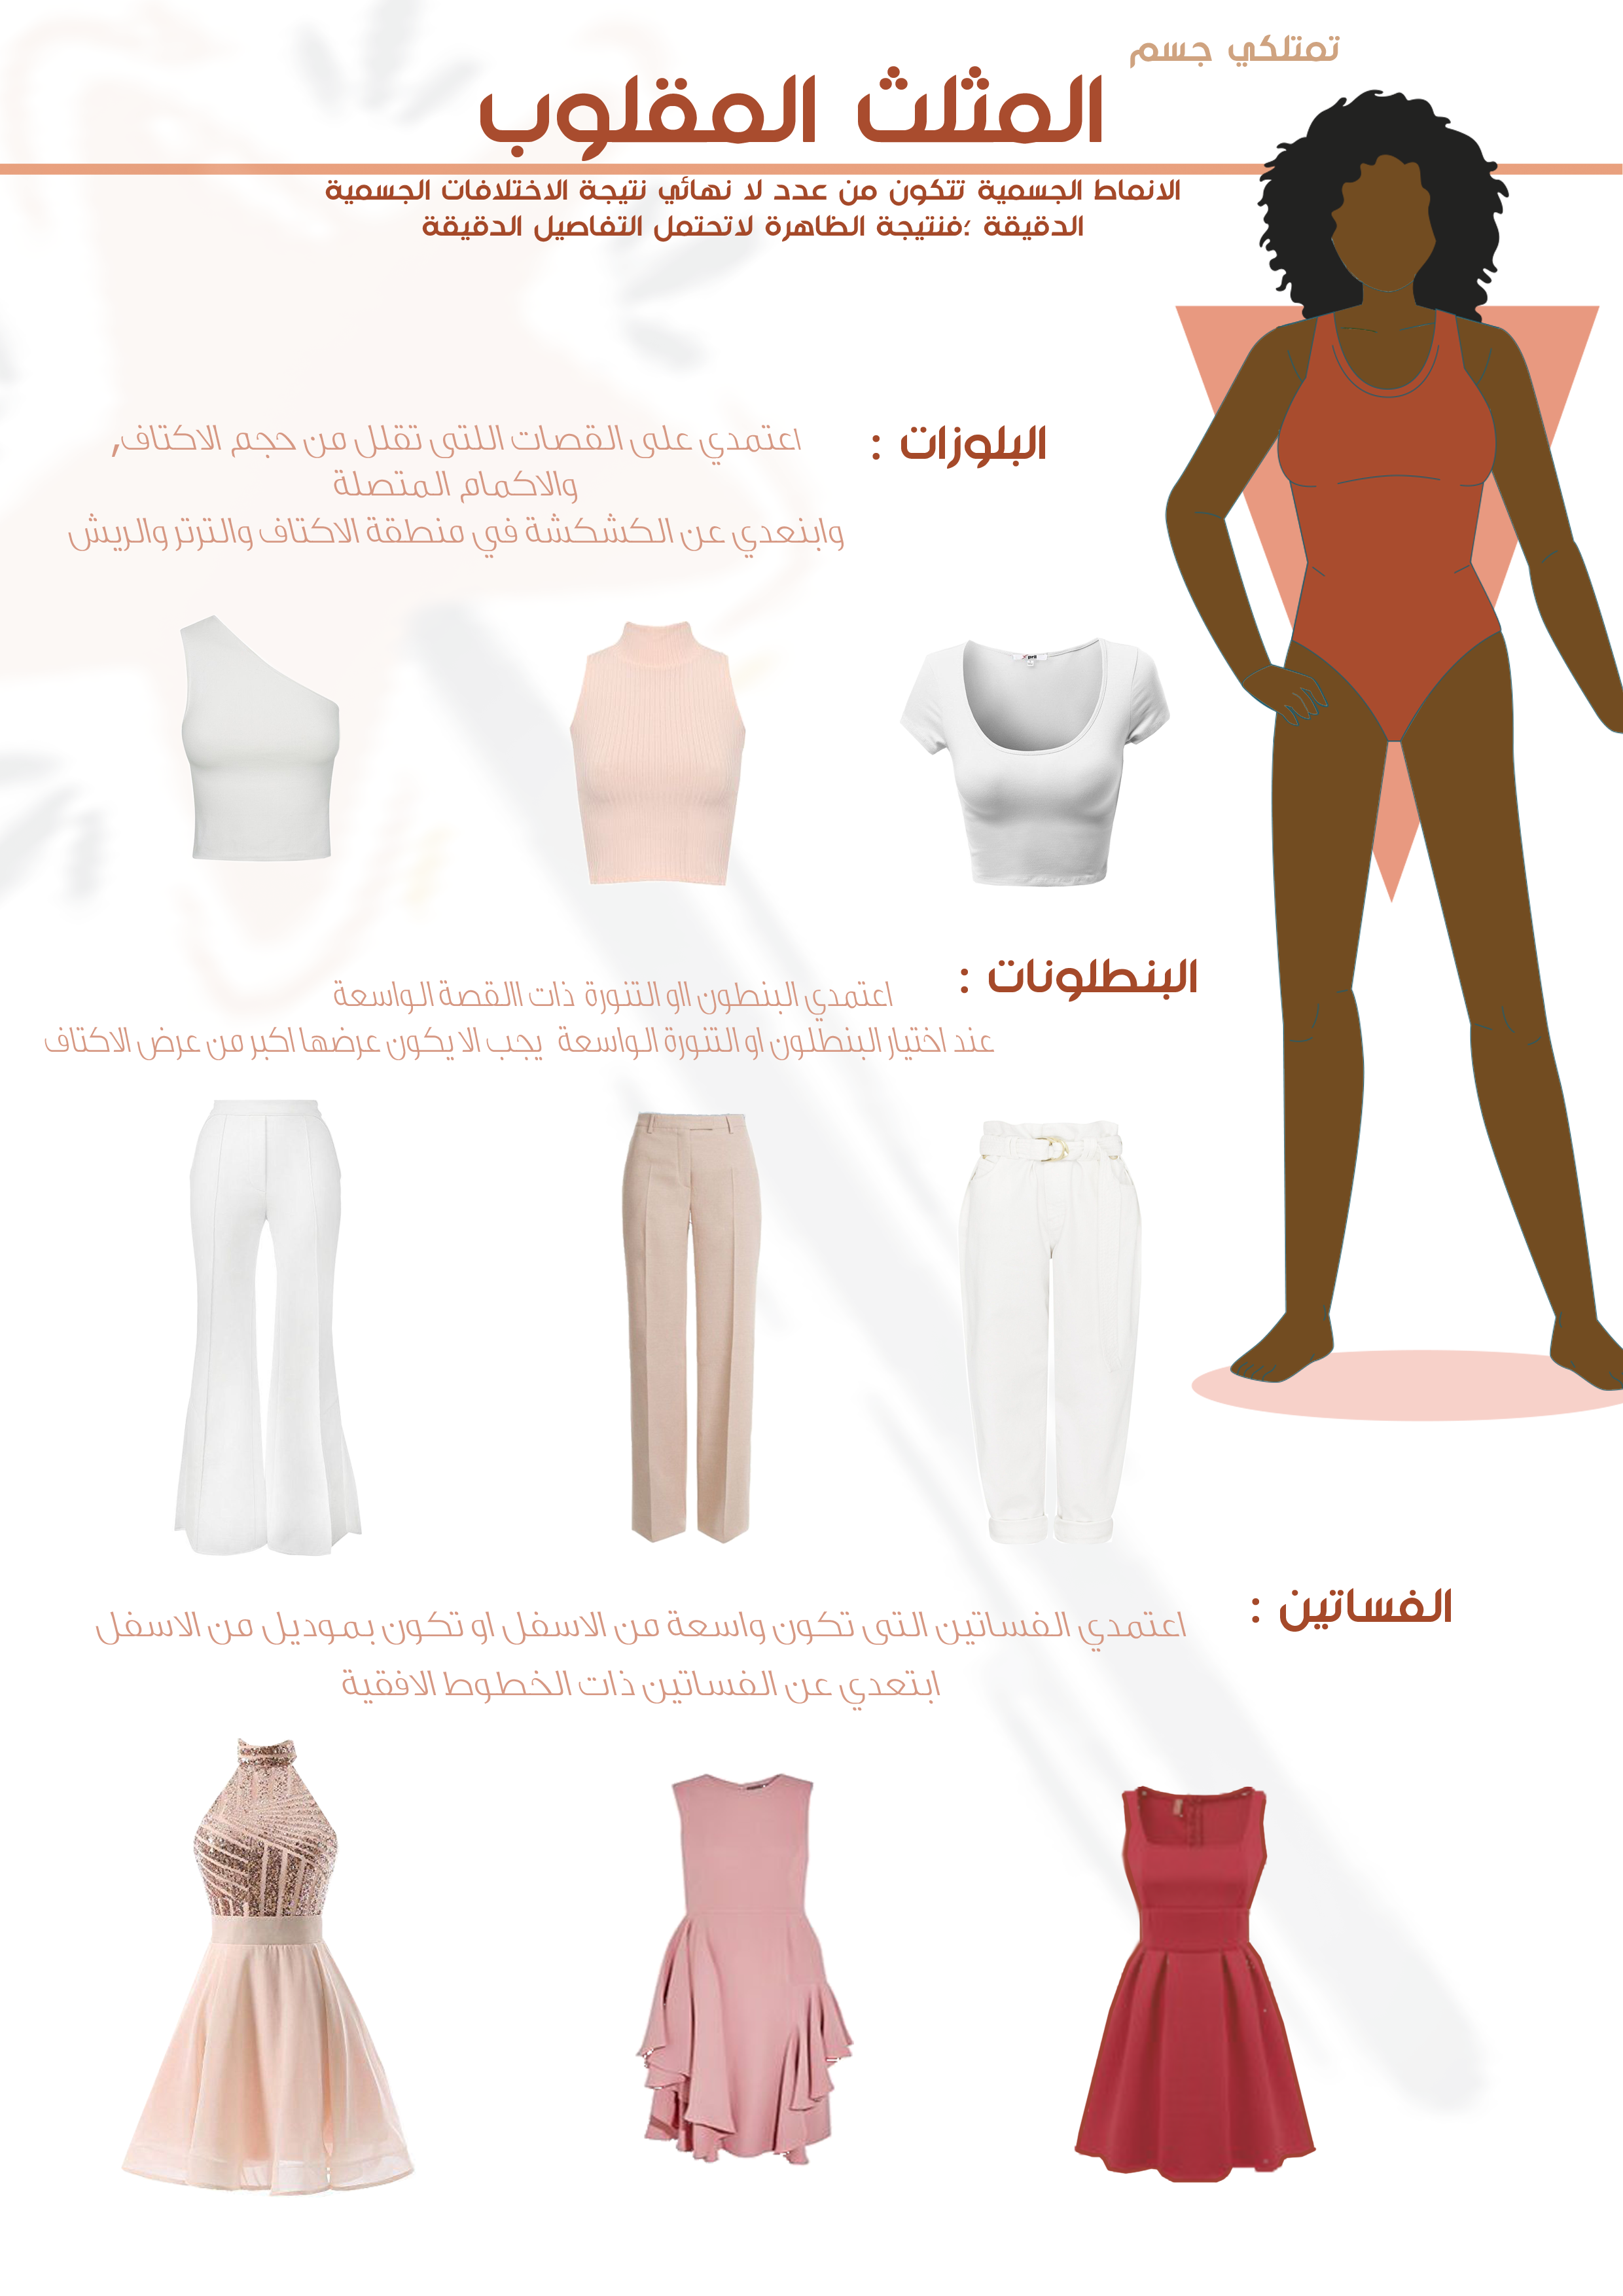 تمتلكي جسم
المثلث المقلوب
الانماط الجسمية تتكون من عدد لا نهائي نتيجة الاختلافات الجسمية
الدقيقة ؛فنتيجة الظاهرة لاتحتمل التفاصيل الدقيقة
البلوزات :
اعتمدي على القصات اللتى تقلل من حجم الاكتاف,
والاكمام المتصلة
وابنعدي عن الكشكشة في منطقة الاكتاف والترتر والريش
البنطلونات :
اعتمدي البنطون ااو التنورة ذات االقصة الواسعة
عند اختيار البنطلون او التنورة الواسعة يجب الا يكون عرضها اكبر من عرض الاكتاف
الفساتين :
اعتمدي الفساتين التى تكون واسعة من الاسفل او تكون بموديل من الاسفل
ابتعدي عن الفساتين ذات الخطوط الافقية